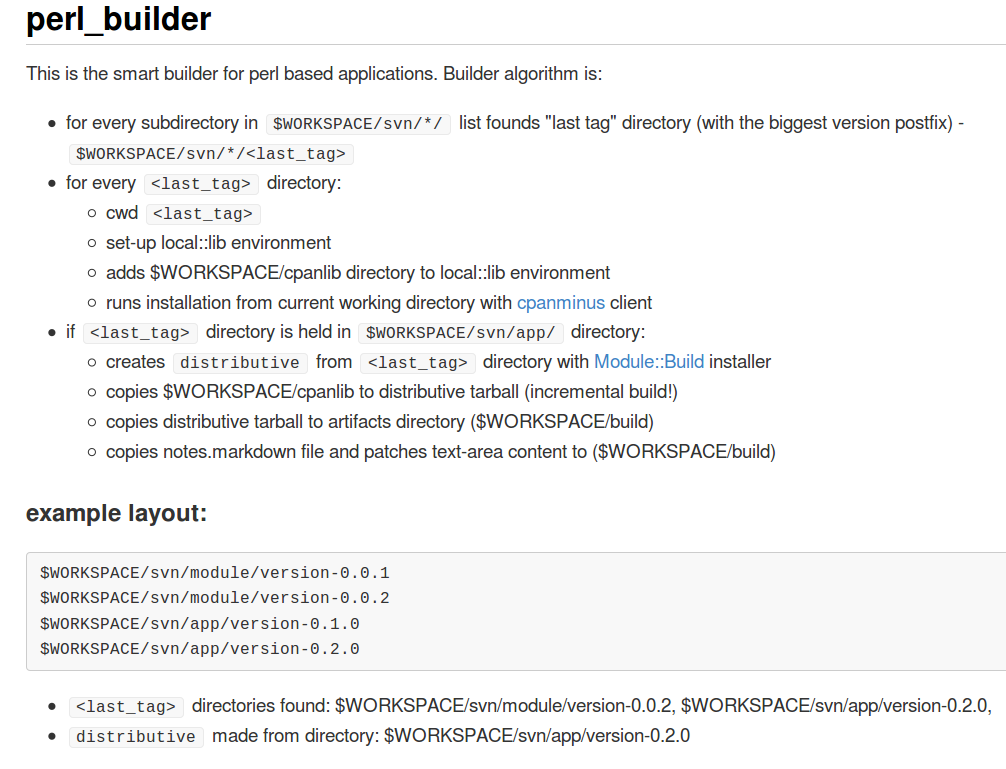 perl_builder
This is the smart builder for perl based applications. Builder algorithm is:
for every subdirectory in $WORKSPACE/svn/*/ list founds "last tag" directory (with the biggest version postfix) -
$WORKSPACE/svn/*/<last_tag>
for every <last_tag> directory:
cwd <last_tag>
set-up local::lib environment
adds $WORKSPACE/cpanlib directory to local::lib environment
runs installation from current working directory with cpanminus client
if <last_tag> directory is held in $WORKSPACE/svn/app/ directory:
creates distributive from <last_tag> directory with Module::Build installer
copies $WORKSPACE/cpanlib to distributive tarball (incremental build!)
copies distributive tarball to artifacts directory ($WORKSPACE/build)
copies notes.markdown file and patches text-area content to ($WORKSPACE/build)
example layout:
$WORKSPACE/svn/module/version-0.0.1
$WORKSPACE/svn/module/version-0.0.2
$WORKSPACE/svn/app/version-0.1.0
$WORKSPACE/svn/app/version-0.2.0
<last_tag> directories found: $WORKSPACE/svn/module/version-0.0.2, $WORKSPACE/svn/app/version-0.2.0,
distributive made from directory: $WORKSPACE/svn/app/version-0.2.0